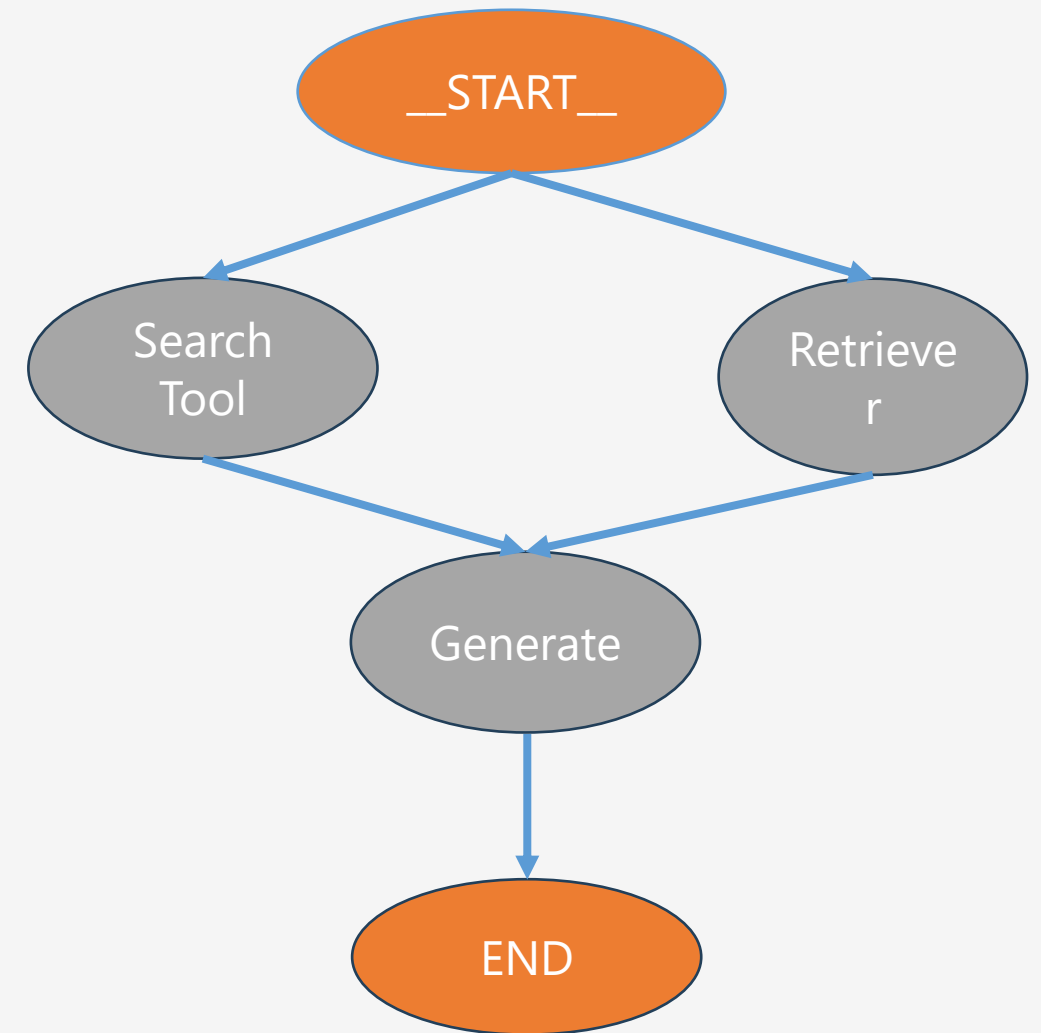 __START__
Search
Tool
Retrieve
r
Generate
END